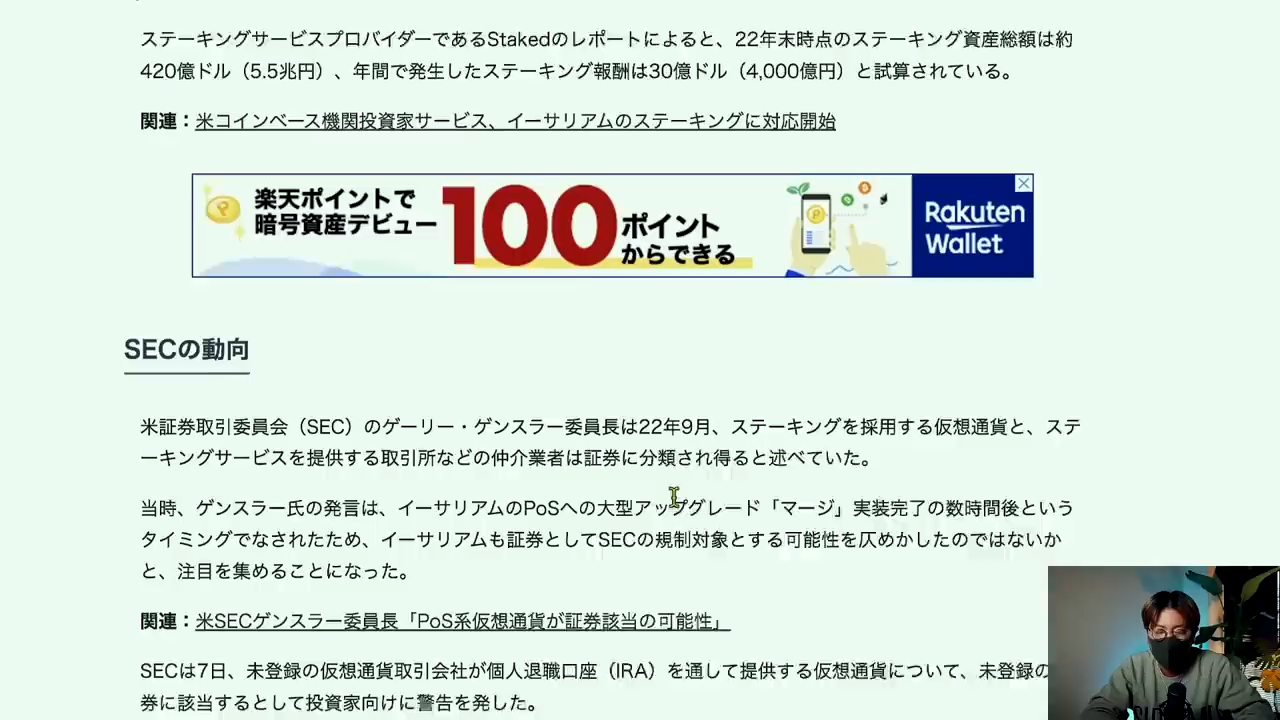 ステーキングサービスプロバイダーであるStakedのレポートによると、22年末時点のステーキング資産総額は約
420億ドル（5.5兆円）、年間で発生したステーキング報酬は30億ドル（4,000億円）と試算されている。
関連：米コインベース機関投資家サービス、イーサリアムのステーキングに対応開始
楽天ポイントで
暗号資産デビュー
100
ポイント
からできる
Rakuten
Wallet
SECの動向
米証券取引委員会（SEC）のゲーリー・ゲンスラー委員長は22年9月、ステーキングを採用する仮想通貨と、ステ
ーキングサービスを提供する取引所などの仲介業者は証券に分類され得ると述べていた。
当時、ゲンスラー氏の発言は、イーサリアムのPoSへの大型アップグレード「マージ」実装完了の数時間後という
タイミングでなされたため、イーサリアムも証券としてSECの規制対象とする可能性を仄めかしたのではないか
と、注目を集めることになった。
関連：米SECゲンスラー委員長「PoS系仮想通貨が証券該当の可能性」
SECは7日、未登録の仮想通貨取引会社が個人退職口座（IRA）を通して提供する仮想通貨について、未登録の
券に該当するとして投資家向けに警告を発した。